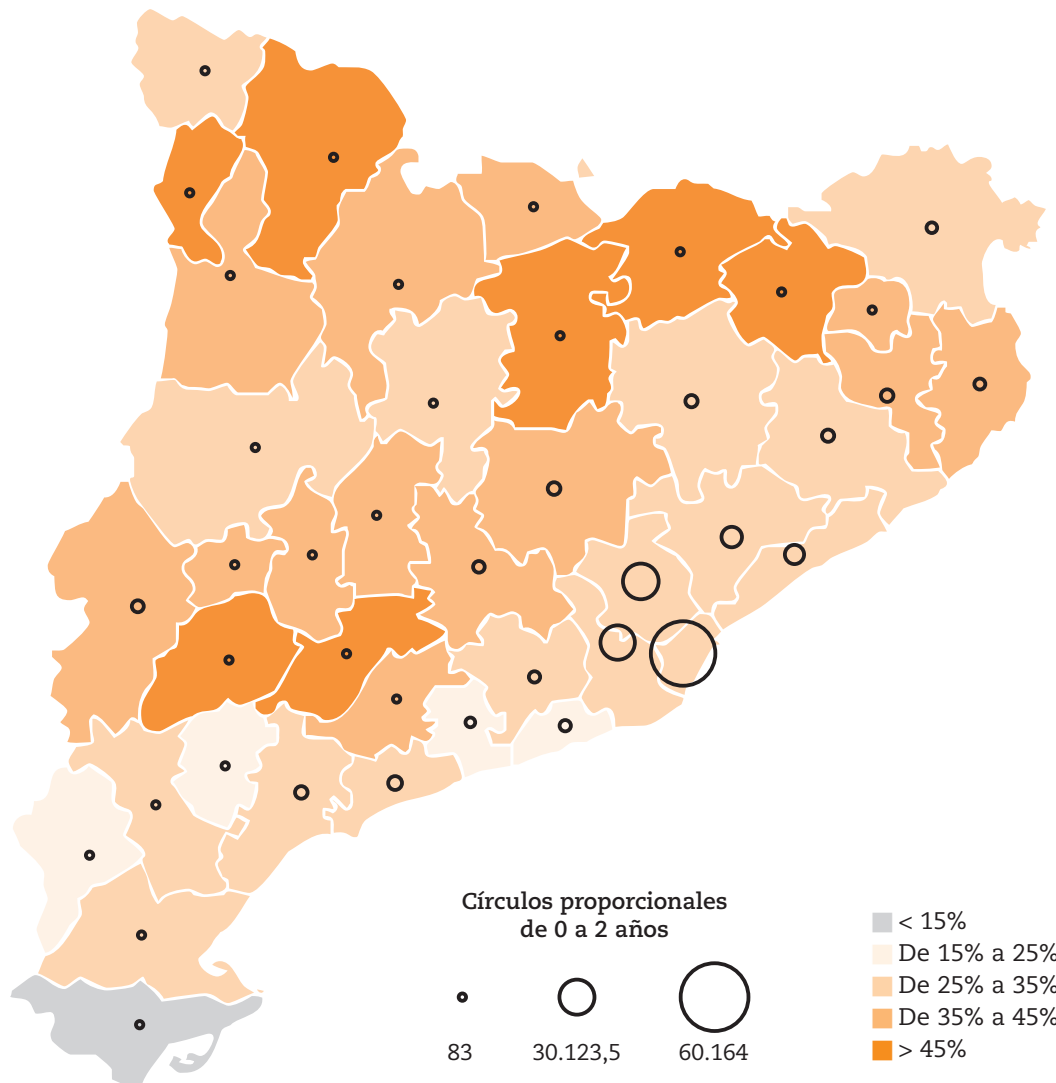 Círculos proporcionales
de 0 a 2 años
83
30.123,5
60.164
< 15%
De 15% a 25%
De 25% a 35%
De 35% a 45%
> 45%